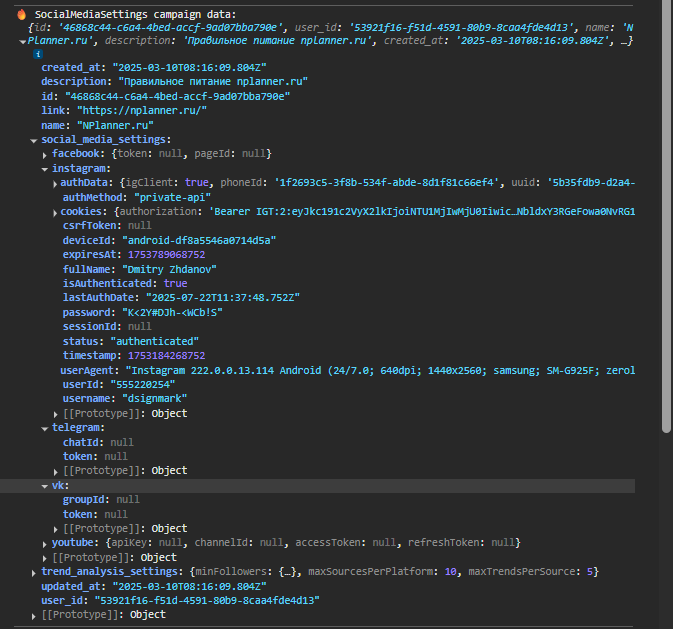 🔥 SocialMediaSettings campaign data:
{id: '46868c44-c6a4-4bed-accf-9ad07bba790e', user_id: '53921f16-f51d-4591-80b9-8caa4fde4d13', name: 'N
Planner.ru', description: 'Правильное питание nplanner.ru', created_at: '2025-03-10T08:16:09.804Z', …}
i
created_at: "2025-03-10T08:16:09.804Z"
description: "Правильное питание nplanner.ru"
id: "46868c44-c6a4-4bed-accf-9ad07bba790e"
link: "https://nplanner.ru/"
name: "NPlanner.ru"
social_media_settings:
facebook: {token: null, pageId: null}
instagram:
authData: {igClient: true, phoneId: '1f2693c5-3f8b-534f-abde-8d1f81c66ef4', uuid: '5b35fdb9-d2a4-
authMethod: "private-api"
cookies: {authorization: 'Bearer IGT:2:eyJkc191c2VyX2lkIjoiNTU1MjIwMjU0Iiwic…NbldxY3RGeFowa0NvRG1
csrfToken: null
deviceId: "android-df8a5546a0714d5a"
expiresAt: 1753789068752
fullName: "Dmitry Zhdanov"
isAuthenticated: true
lastAuthDate: "2025-07-22T11:37:48.752Z"
password: "K<2Y#DJh-<WCb!S"
sessionId: null
status: "authenticated"
timestamp: 1753184268752
userAgent: "Instagram 222.0.0.13.114 Android (24/7.0; 640dpi; 1440x2560; samsung; SM-G925F; zerol
userId: "555220254"
username: "dsignmark"
[[Prototype]]: Object
telegram:
chatId: null
token: null
[[Prototype]]: Object
vk:
groupId: null
token: null
[[Prototype]]: Object
youtube: {apiKey: null, channelId: null, accessToken: null, refreshToken: null}
[[Prototype]]: Object
trend_analysis_settings: {minFollowers: {…}, maxSourcesPerPlatform: 10, maxTrendsPerSource: 5}
updated_at: "2025-03-10T08:16:09.804Z"
user_id: "53921f16-f51d-4591-80b9-8caa4fde4d13"
[[Prototype]]: Object